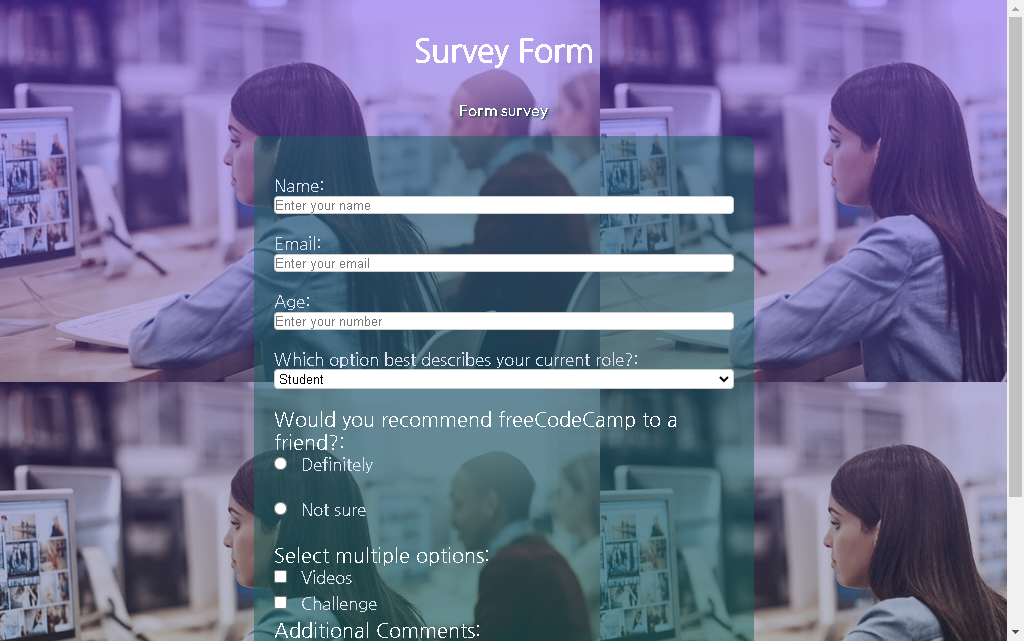 Survey Form
Form survey
Name:
Enter your name
Email:
Enter your email
Age:
Enter your number
Which option best describes your current role?:
Student
Would you recommend freeCodeCamp to a
friend?:
Definitely
Not sure
Select multiple options:
Videos
Challenge
Additional Comments: